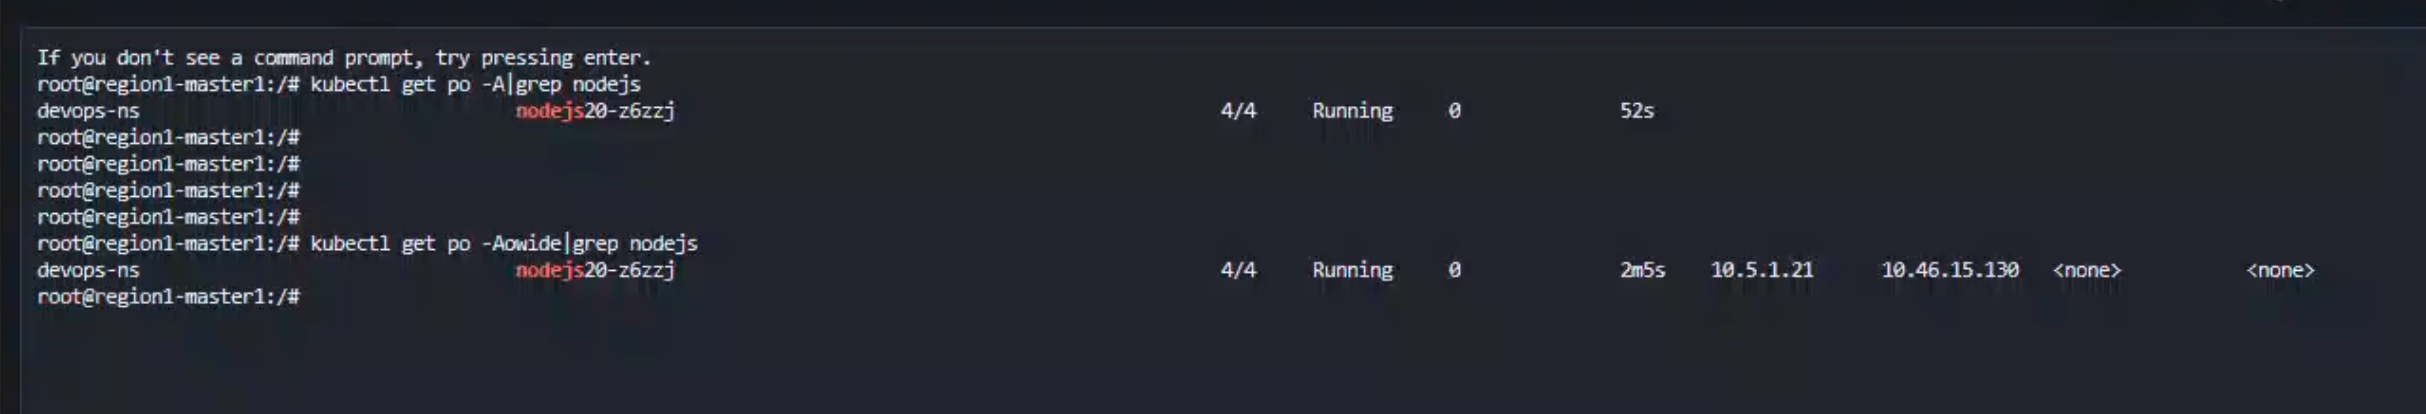 If you don't see a command prompt, try pressing enter.
root@region1-master1:/# kubectl get po -A|grep nodejs
devops-ns nodejs20-z6zzj 4/4 Running 0 52s
root@region1-master1:/#
root@region1-master1:/#
root@region1-master1:/#
root@region1-master1:/#
root@region1-master1:/# kubectl get po -Aowide|grep nodejs
devops-ns nodejs20-z6zzj 4/4 Running 0 2m5s 10.5.1.21 10.46.15.130 <none> <none>
root@region1-master1:/#